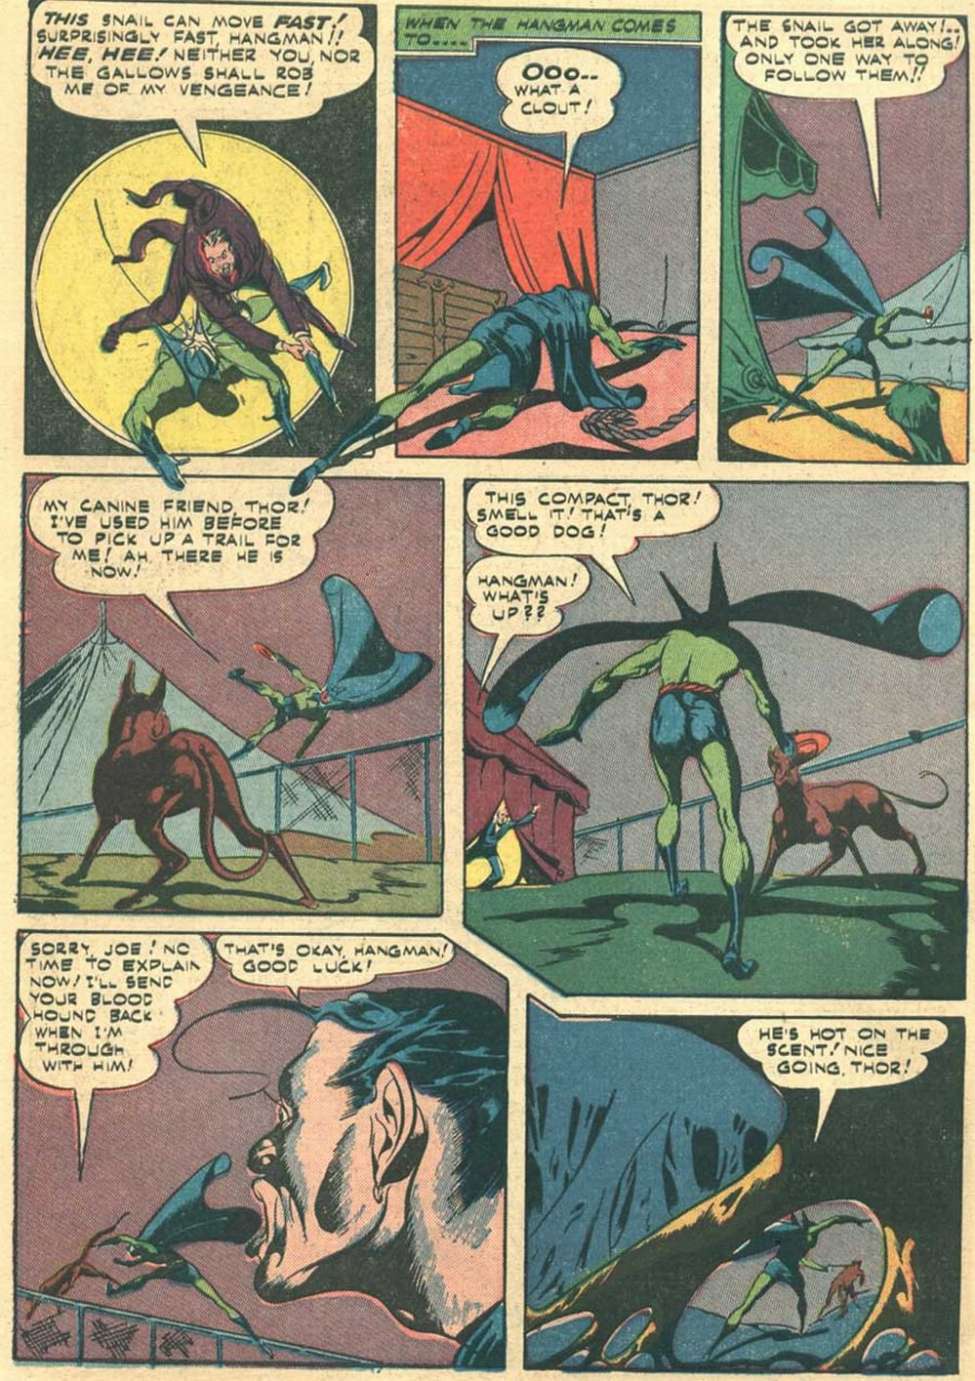 THIS SNAIL CAN MOVE FAST!
SURPRISINGLY FAST, HANGMAN!!
HEE, HEE! NEITHER YOU, NOR
THE GALLOWS SHALL ROB
ME OF MY VENGEANCE!
WHEN THE HANGMAN COMES
TO.....
OOO..
WHAT A
CLOUT!
THE SNAIL GOT AWAY!..
AND TOOK HER ALONG!
ONLY ONE WAY TO
FOLLOW THEM!!
MY CANINE FRIEND, THOR!
I'VE USED HIM BEFORE
TO PICK UP A TRAIL FOR
ME! AH, THERE HE IS
NOW!
THIS COMPACT, THOR!
SMELL IT! THAT'S A
GOOD DOG!
HANGMAN!
WHAT'S
UP??
SORRY, JOE! NO
TIME TO EXPLAIN
NOW! I'LL SEND
YOUR BLOOD
HOUND BACK
WHEN I'M
THROUGH
WITH HIM!
THAT'S OKAY, HANGMAN!
GOOD LUCK!
HE'S HOT ON THE
SCENT! NICE
GOING, THOR!